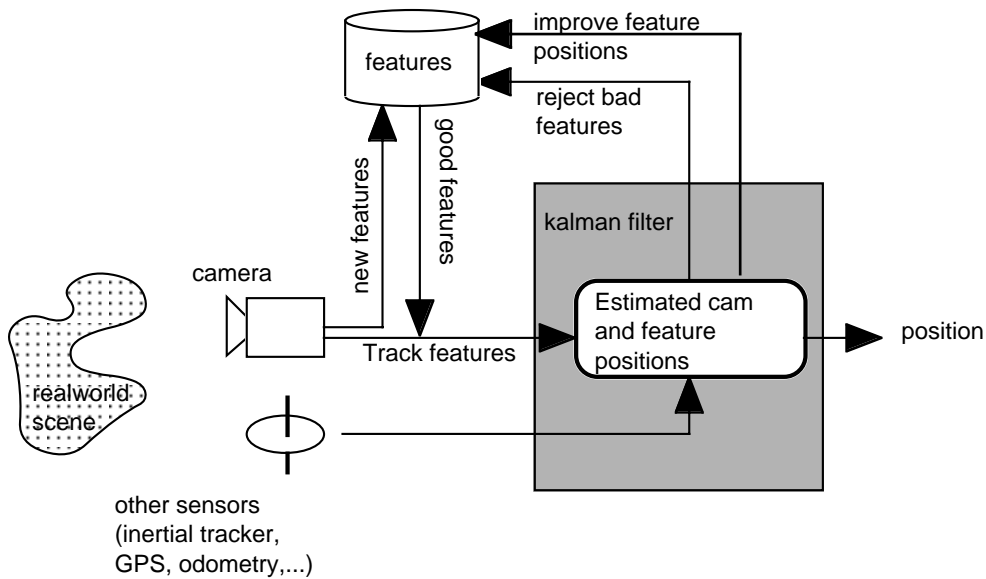 improve feature
positions
features
reject bad
features
new features
good features
kalman filter
camera
Estimated cam
and feature
positions
position
Track features
realworld
scene
other sensors
(inertial tracker,
GPS, odometry,...)